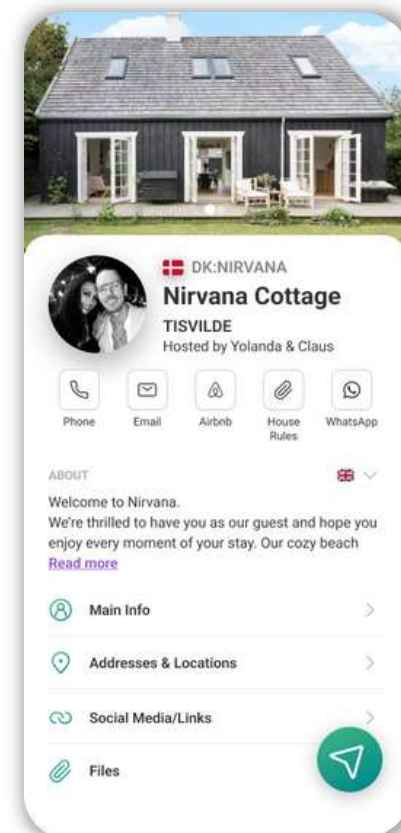 DK:NIRVANA
Nirvana Cottage
TISVILDE
Hosted by Yolanda & Claus
Phone
Email
Airbnb
House
Rules
WhatsApp
ABOUT
Welcome to Nirvana.
We're thrilled to have you as our guest and hope you
enjoy every moment of your stay. Our cozy beach
Read more
Main Info
Addresses & Locations
Social Media/Links
Files